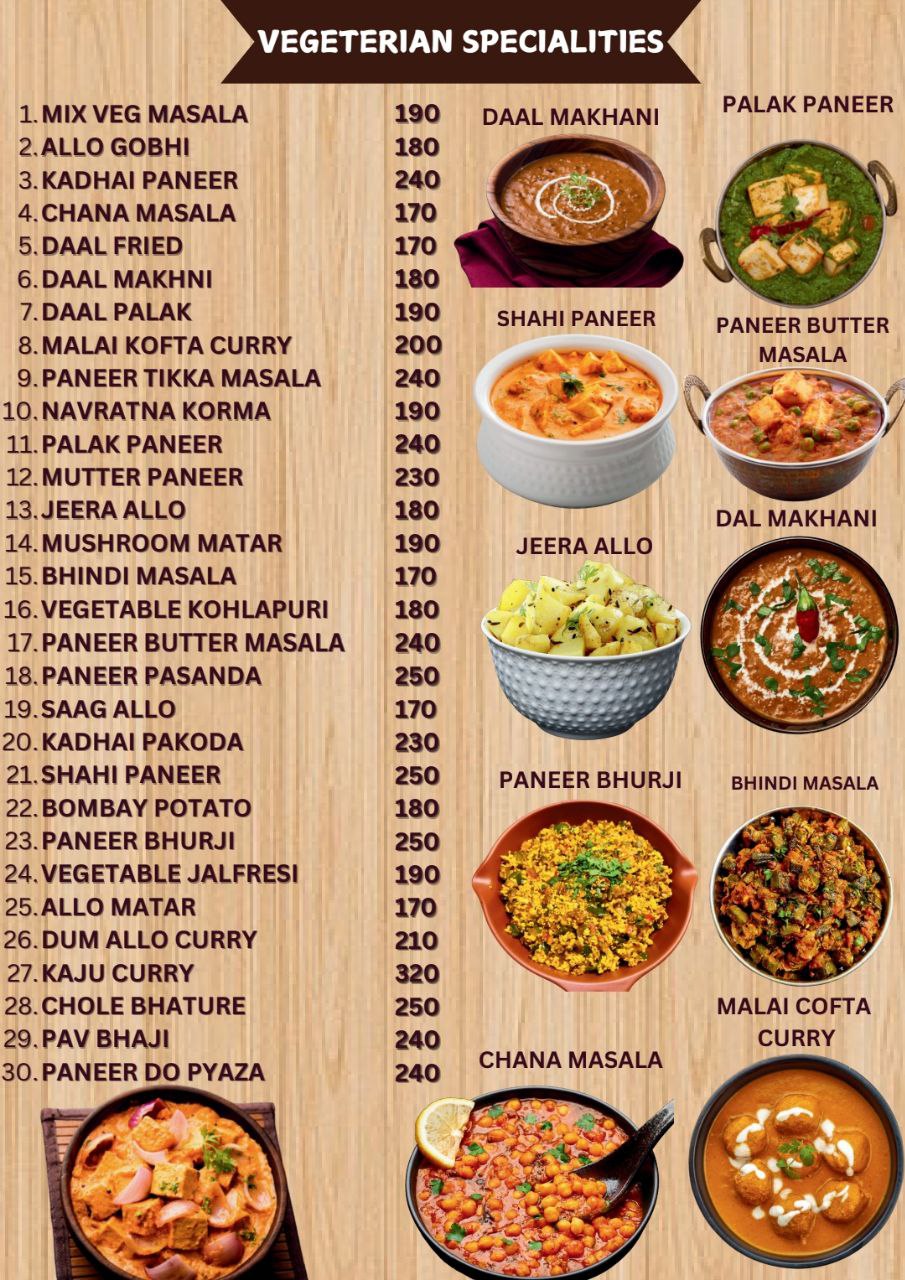 VEGETERIAN SPECIALITIES
1. MIX VEG MASALA 190
2. ALLO GOBHI 180
3. KADHAI PANEER 240
4. CHANA MASALA 170
5. DAAL FRIED 170
6. DAAL MAKHNI 180
7. DAAL PALAK 190
8. MALAI KOFTA CURRY 200
9. PANEER TIKKA MASALA 240
10. NAVRATNA KORMA 190
11. PALAK PANEER 240
12. MUTTER PANEER 230
13. JEERA ALLO 180
14. MUSHROOM MATAR 190
15. BHINDI MASALA 170
16. VEGETABLE KOHLAPURI 180
17. PANEER BUTTER MASALA 240
18. PANEER PASANDA 250
19. SAAG ALLO 170
20. KADHAI PAKODA 230
21. SHAHI PANEER 250
22. BOMBAY POTATO 180
23. PANEER BHURJI 250
24. VEGETABLE JALFRESI 190
25. ALLO MATAR 170
26. DUM ALLO CURRY 210
27. KAJU CURRY 320
28. CHOLE BHATURE 250
29. PAV BHAJI 240
30. PANEER DO PYAZA 240
DAAL MAKHANI
PALAK PANEER
SHAHI PANEER
PANEER BUTTER
MASALA
JEERA ALLO
DAL MAKHANI
PANEER BHURJI
BHINDI MASALA
CHANA MASALA
MALAI COFTA
CURRY